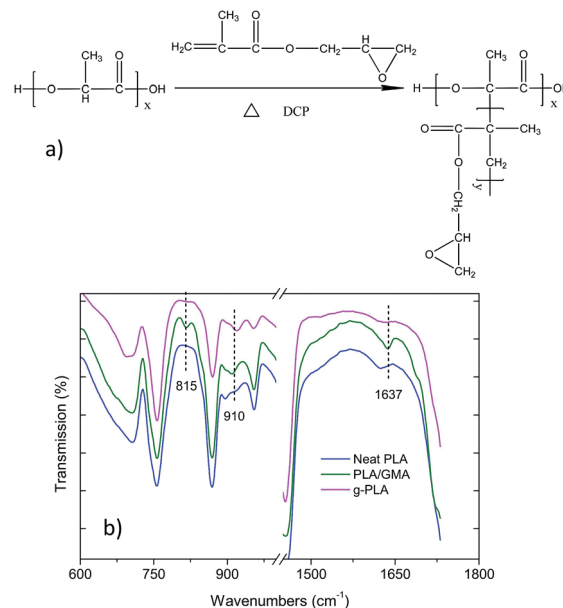 CH₃
H₂C
O
O
CH₂
O
CH₃
O
H
O
C
H
C
OH
x
△ DCP
CH₃
O
H
O
C
C
OH
x
O
C
C
CH₃
O
CH₂
y
CH₂
CH
O
CH₂
a)
815
910
1637
Neat PLA
PLA/GMA
g-PLA
b)
Transmission (%)
600 750 900 1500 1650 1800
Wavenumbers (cm⁻¹)